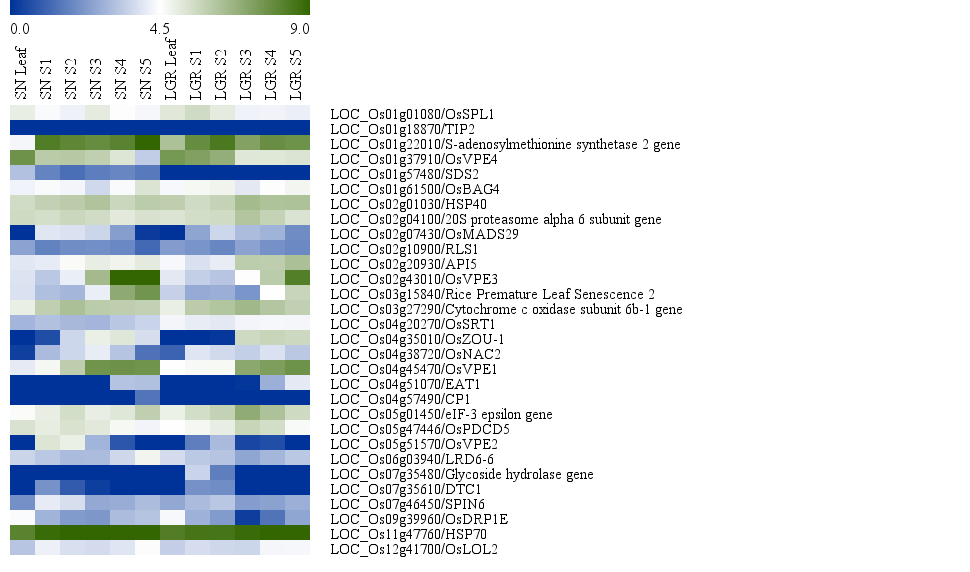 0.0 4.5 9.0
SN Leaf
SN S1
SN S2
SN S3
SN S4
SN S5
LGR Leaf
LGR S1
LGR S2
LGR S3
LGR S4
LGR S5
LOC_Os01g01080/OsSPL1
LOC_Os01g18870/TIP2
LOC_Os01g22010/S-adenosylmethionine synthetase 2 gene
LOC_Os01g37910/OsVPE4
LOC_Os01g57480/SDS2
LOC_Os01g61500/OsBAG4
LOC_Os02g01030/HSP40
LOC_Os02g04100/20S proteasome alpha 6 subunit gene
LOC_Os02g07430/OsMADS29
LOC_Os02g10900/RLS1
LOC_Os02g20930/API5
LOC_Os02g43010/OsVPE3
LOC_Os03g15840/Rice Premature Leaf Senescence 2
LOC_Os03g27290/Cytochrome c oxidase subunit 6b-1 gene
LOC_Os04g20270/OsSRT1
LOC_Os04g35010/OsZOU-1
LOC_Os04g38720/OsNAC2
LOC_Os04g45470/OsVPE1
LOC_Os04g51070/EAT1
LOC_Os04g57490/CP1
LOC_Os05g01450/eIF-3 epsilon gene
LOC_Os05g47446/OsPDCD5
LOC_Os05g51570/OsVPE2
LOC_Os06g03940/LRD6-6
LOC_Os07g35480/Glycoside hydrolase gene
LOC_Os07g35610/DTC1
LOC_Os07g46450/SPIN6
LOC_Os09g39960/OsDRP1E
LOC_Os11g47760/HSP70
LOC_Os12g41700/OsLOL2